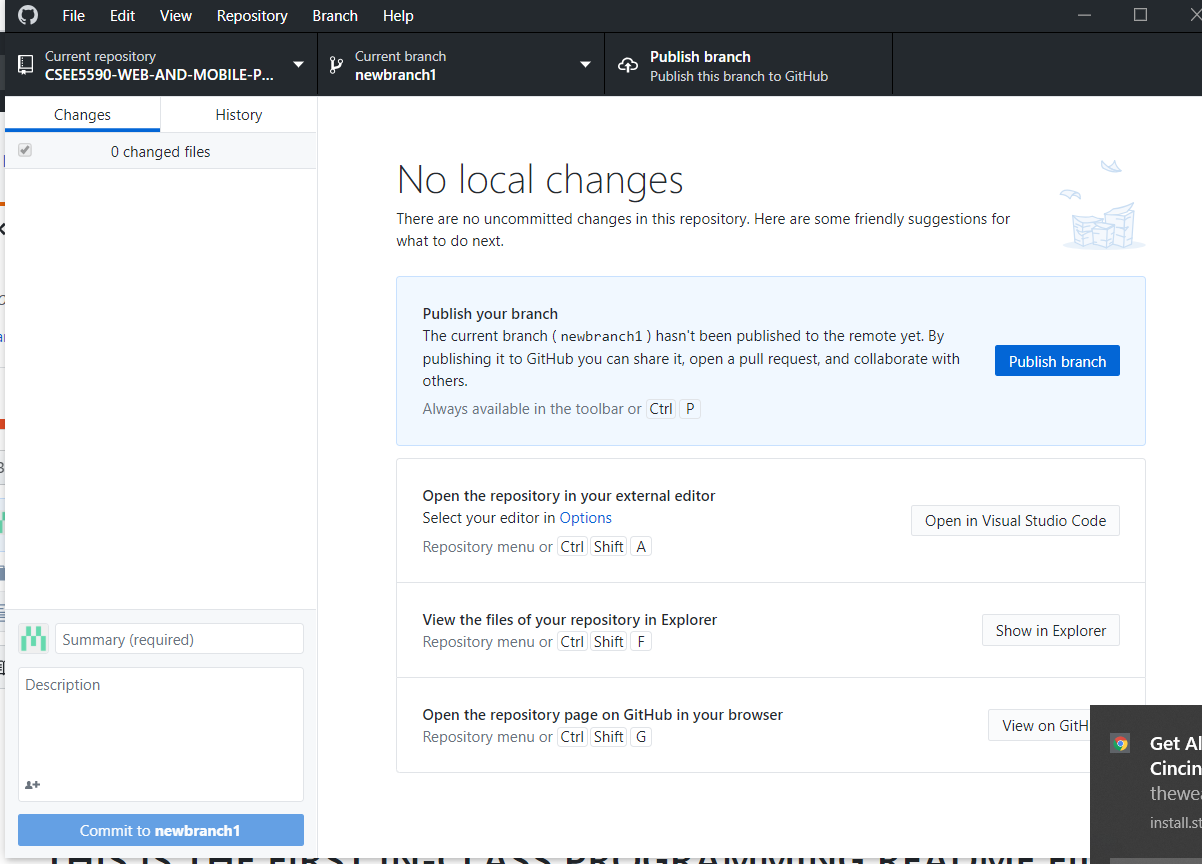 File Edit View Repository Branch Help
Current repository
CSEE5590-WEB-AND-MOBILE-P...
Current branch
newbranch1
Publish branch
Publish this branch to GitHub
Changes History
0 changed files
No local changes
There are no uncommitted changes in this repository. Here are some friendly suggestions for
what to do next.
Publish your branch
The current branch ( newbranch1 ) hasn't been published to the remote yet. By
publishing it to GitHub you can share it, open a pull request, and collaborate with
others.
Always available in the toolbar or Ctrl P
Publish branch
Open the repository in your external editor
Select your editor in Options
Repository menu or Ctrl Shift A
Open in Visual Studio Code
View the files of your repository in Explorer
Repository menu or Ctrl Shift F
Show in Explorer
Open the repository page on GitHub in your browser
Repository menu or Ctrl Shift G
View on GitH
Summary (required)
Description
Commit to newbranch1
Get Al
Cincin
thewea
install.st
THIS IS THE FIRST IN-CLASS PROGRAMMING README FI